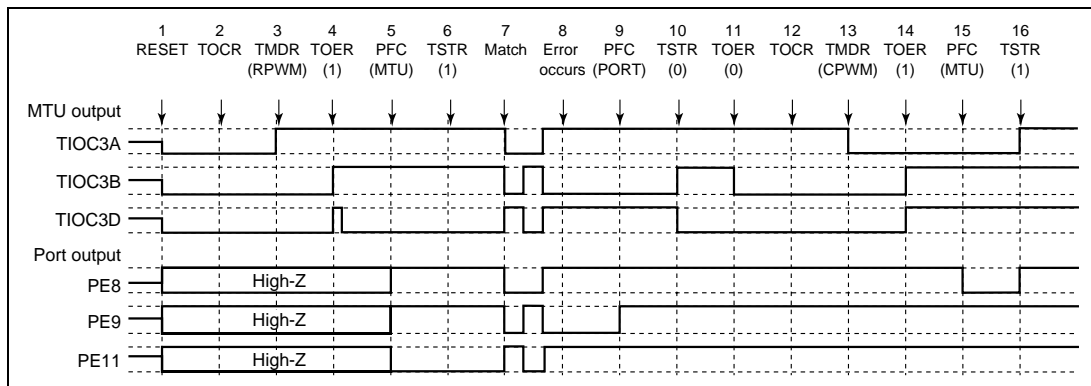 1 2 3 4 5 6 7 8 9 10 11 12 13 14 15 16
RESET TOCR TMDR TOER PFC TSTR Match Error PFC TSTR TOER TOCR TMDR TOER PFC TSTR
(RPWM) (1) (MTU) (1) occurs (PORT) (0) (0) (CPWM) (1) (MTU) (1)
MTU output
TIOC3A
TIOC3B
TIOC3D
Port output
PE8 High-Z
PE9 High-Z
PE11 High-Z